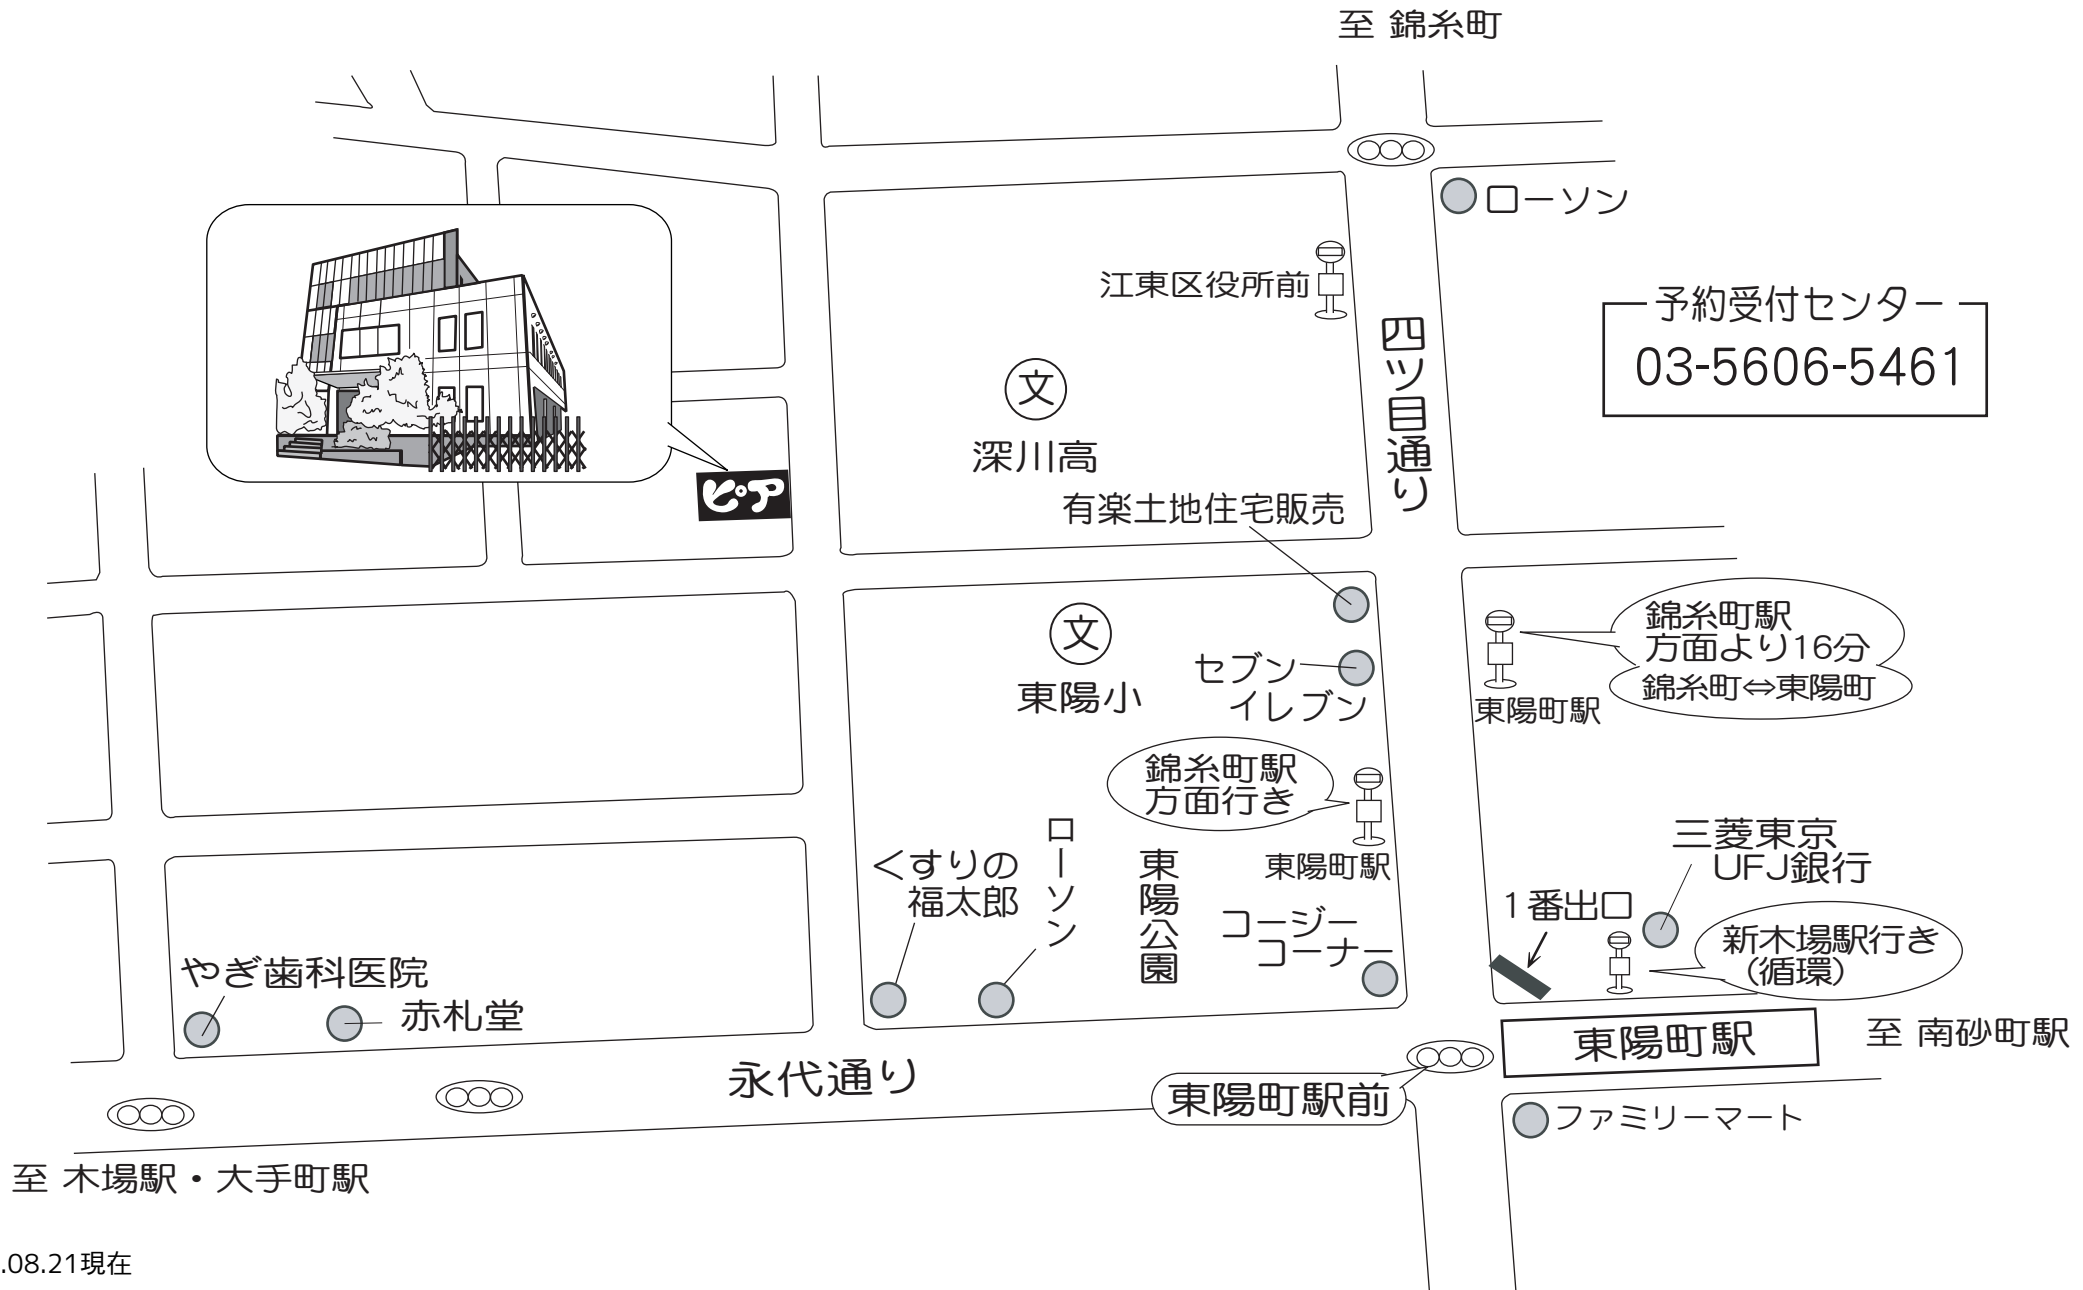 至 錦糸町
ローソン
江東区役所前
予約受付センター
03-5606-5461
四ツ目通り
文
深川高
ピア
有楽土地住宅販売
文
東陽小
セブン
イレブン
錦糸町駅
方面より16分
錦糸町⇔東陽町
東陽町駅
錦糸町駅
方面行き
東陽町駅
くすりの
福太郎
ローソン
東陽公園
コージー
コーナー
三菱東京
UFJ銀行
1番出口
新木場駅行き
(循環)
やぎ歯科医院
赤札堂
東陽町駅
至 南砂町駅
永代通り
東陽町駅前
ファミリーマート
至 木場駅・大手町駅
.08.21現在